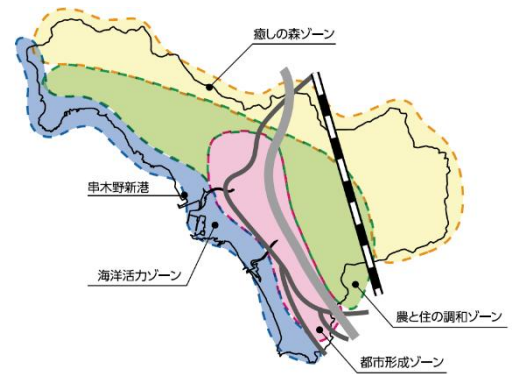 癒しの森ゾーン
串木野新港
海洋活力ゾーン
農と住の調和ゾーン
都市形成ゾーン